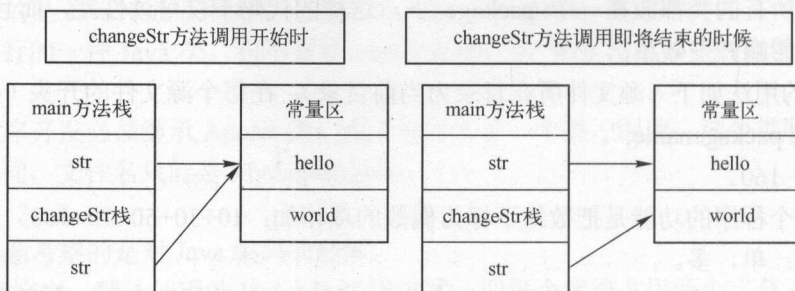 changeStr方法调用开始时
changeStr方法调用即将结束的时候
main方法栈
常量区
str
hello
changeStr栈
world
str
main方法栈
常量区
str
hello
changeStr栈
world
str